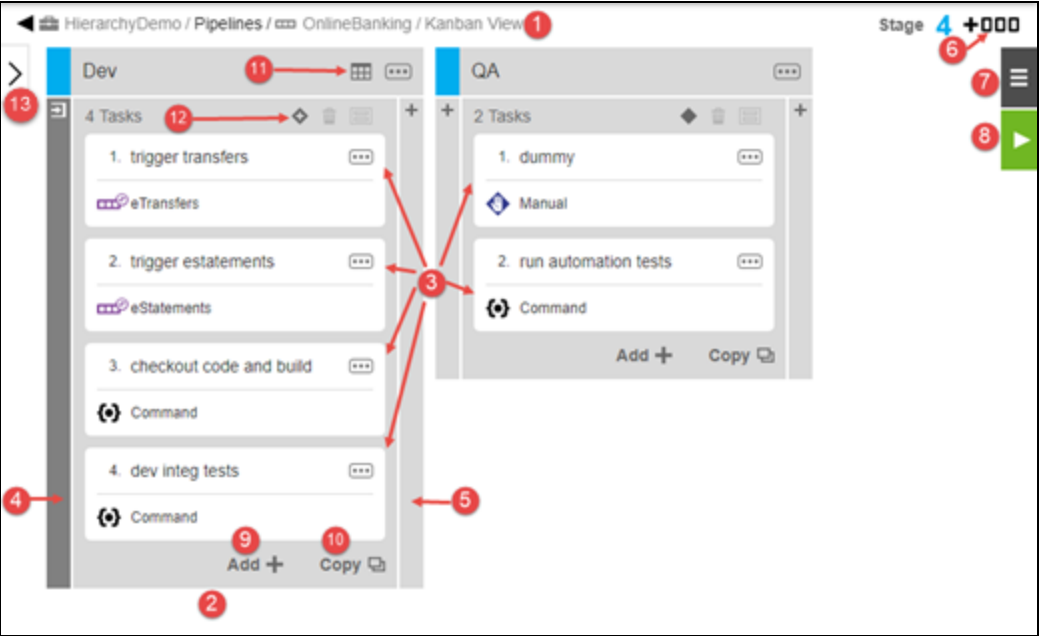 HierarchyDemo / Pipelines / OnlineBanking / Kanban View 1
Stage 4 +
6
13
Dev 11
QA
7
4 Tasks 12 + +
2 Tasks +
8
1. trigger transfers
eTransfers
2. trigger estatements
eStatements
3. checkout code and build
Command
4. dev integ tests
Command
3
1. dummy
Manual
2. run automation tests
Command
Add + Copy
4
5
9
10
Add + Copy
2